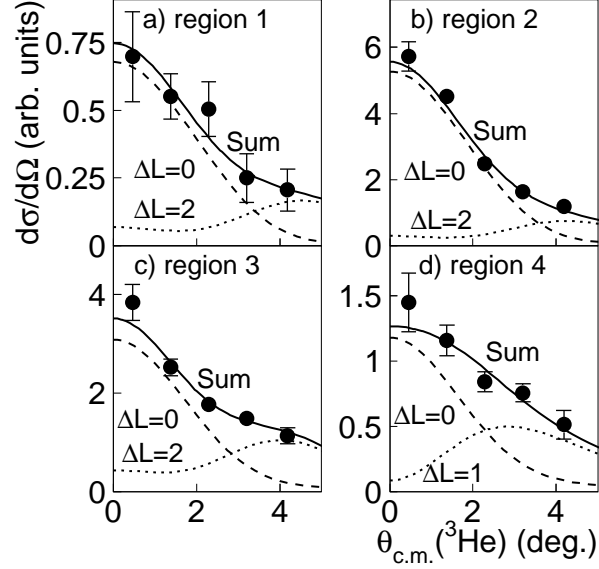 a) region 1
0.75
0.5
0.25
0
Sum
ΔL=0
ΔL=2
b) region 2
6
4
2
0
Sum
ΔL=0
ΔL=2
c) region 3
4
2
0
Sum
ΔL=0
ΔL=2
0 2 4
d) region 4
1.5
1
0.5
0
Sum
ΔL=0
ΔL=1
0 2 4
dσ/dΩ (arb. units)
θc.m.(³He) (deg.)